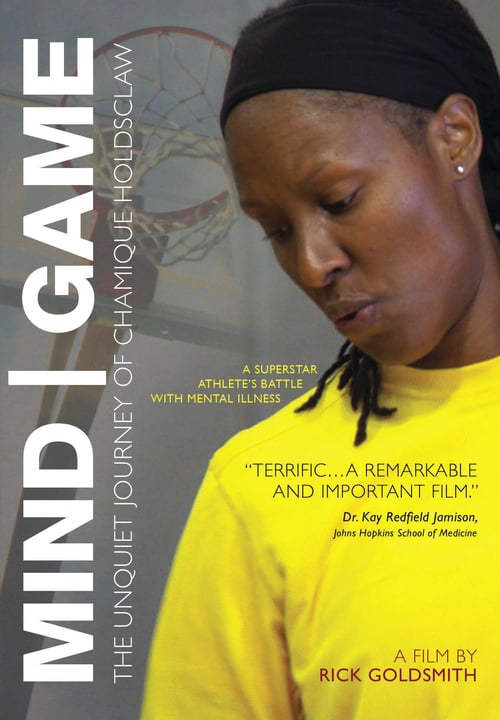 MIND | GAME
THE UNQUIET JOURNEY OF CHAMIQUE HOLDSCLAW
A SUPERSTAR
ATHLETE'S BATTLE
WITH MENTAL ILLNESS
“TERRIFIC…A REMARKABLE
AND IMPORTANT FILM.”
Dr. Kay Redfield Jamison,
Johns Hopkins School of Medicine
A FILM BY
RICK GOLDSMITH